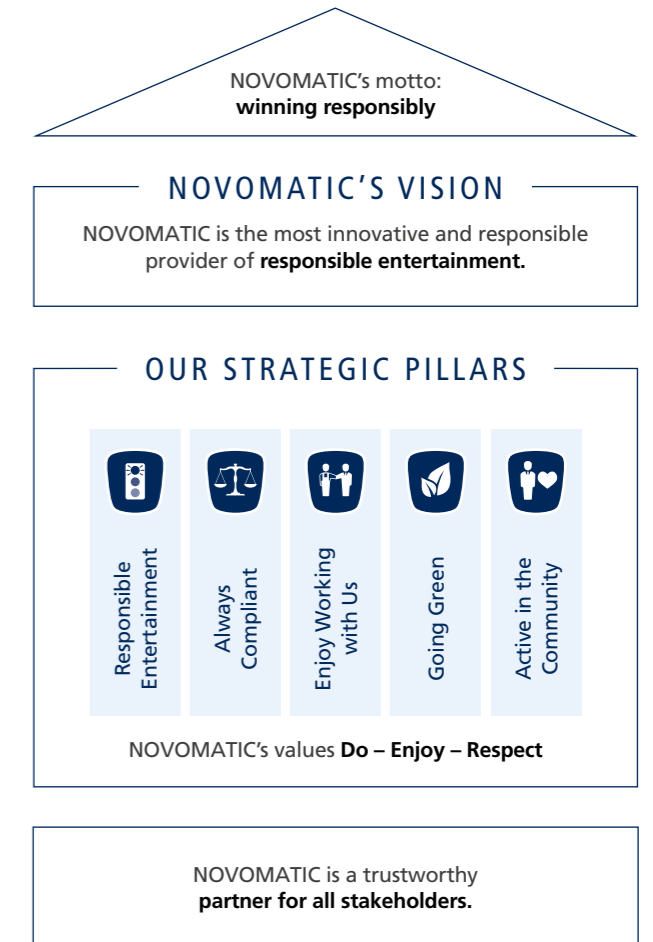 NOVOMATIC's motto:
winning responsibly
NOVOMATIC'S VISION
NOVOMATIC is the most innovative and responsible
provider of responsible entertainment.
OUR STRATEGIC PILLARS
Responsible
Entertainment
Always
Compliant
Enjoy Working
with Us
Going Green
Active in the
Community
NOVOMATIC's values Do – Enjoy – Respect
NOVOMATIC is a trustworthy
partner for all stakeholders.